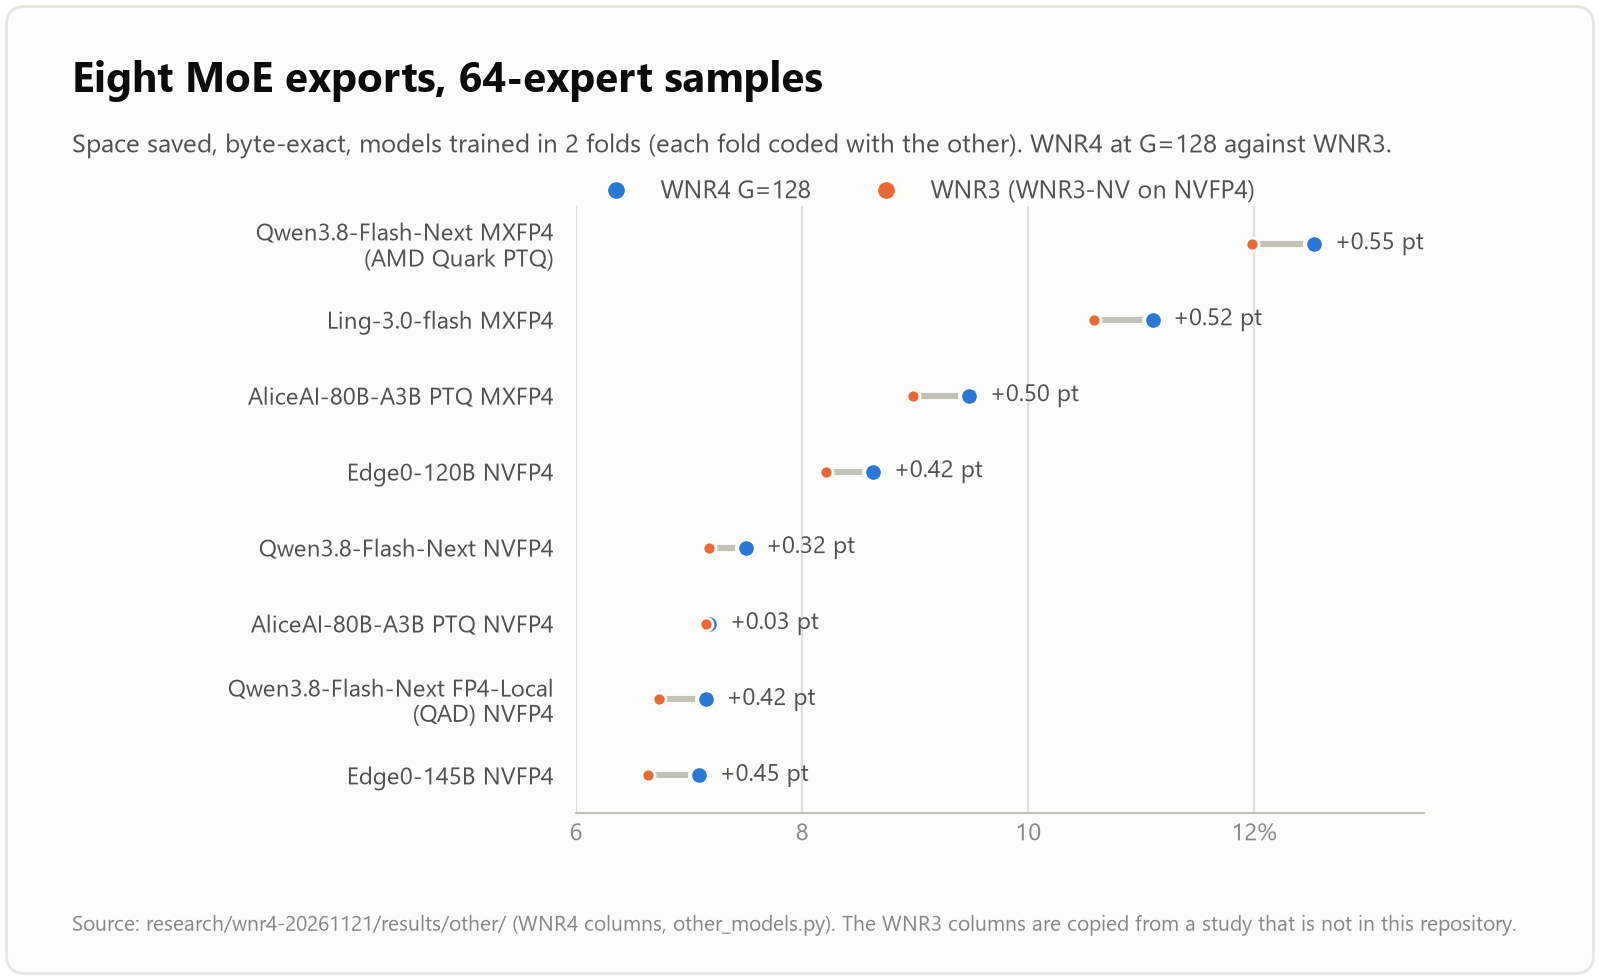 Eight MoE exports, 64-expert samples
Space saved, byte-exact, models trained in 2 folds (each fold coded with the other). WNR4 at G=128 against WNR3.
WNR4 G=128
WNR3 (WNR3-NV on NVFP4)
Qwen3.8-Flash-Next MXFP4
(AMD Quark PTQ)
+0.55 pt
Ling-3.0-flash MXFP4
+0.52 pt
AliceAI-80B-A3B PTQ MXFP4
+0.50 pt
Edge0-120B NVFP4
+0.42 pt
Qwen3.8-Flash-Next NVFP4
+0.32 pt
AliceAI-80B-A3B PTQ NVFP4
+0.03 pt
Qwen3.8-Flash-Next FP4-Local
(QAD) NVFP4
+0.42 pt
Edge0-145B NVFP4
+0.45 pt
6
8
10
12%
Source: research/wnr4-20261121/results/other/ (WNR4 columns, other_models.py). The WNR3 columns are copied from a study that is not in this repository.